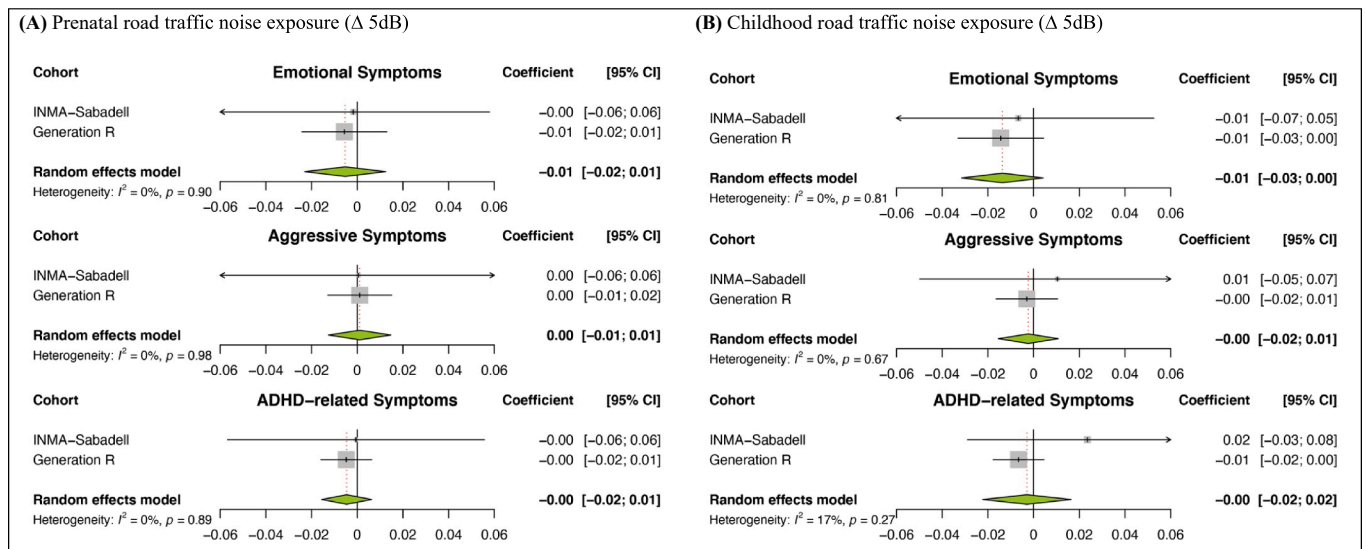 (A) Prenatal road traffic noise exposure (Δ 5dB)
Cohort Emotional Symptoms Coefficient [95% CI]
INMA−Sabadell −0.00 [−0.06; 0.06]
Generation R −0.01 [−0.02; 0.01]
Random effects model −0.01 [−0.02; 0.01]
Heterogeneity: I² = 0%, p = 0.90
−0.06 −0.04 −0.02 0 0.02 0.04 0.06
Cohort Aggressive Symptoms Coefficient [95% CI]
INMA−Sabadell 0.00 [−0.06; 0.06]
Generation R 0.00 [−0.01; 0.02]
Random effects model 0.00 [−0.01; 0.01]
Heterogeneity: I² = 0%, p = 0.98
−0.06 −0.04 −0.02 0 0.02 0.04 0.06
Cohort ADHD−related Symptoms Coefficient [95% CI]
INMA−Sabadell −0.00 [−0.06; 0.06]
Generation R −0.00 [−0.02; 0.01]
Random effects model −0.00 [−0.02; 0.01]
Heterogeneity: I² = 0%, p = 0.89
−0.06 −0.04 −0.02 0 0.02 0.04 0.06
(B) Childhood road traffic noise exposure (Δ 5dB)
Cohort Emotional Symptoms Coefficient [95% CI]
INMA−Sabadell −0.01 [−0.07; 0.05]
Generation R −0.01 [−0.03; 0.00]
Random effects model −0.01 [−0.03; 0.00]
Heterogeneity: I² = 0%, p = 0.81
−0.06 −0.04 −0.02 0 0.02 0.04 0.06
Cohort Aggressive Symptoms Coefficient [95% CI]
INMA−Sabadell 0.01 [−0.05; 0.07]
Generation R −0.00 [−0.02; 0.01]
Random effects model −0.00 [−0.02; 0.01]
Heterogeneity: I² = 0%, p = 0.67
−0.06 −0.04 −0.02 0 0.02 0.04 0.06
Cohort ADHD−related Symptoms Coefficient [95% CI]
INMA−Sabadell 0.02 [−0.03; 0.08]
Generation R −0.01 [−0.02; 0.00]
Random effects model −0.00 [−0.02; 0.02]
Heterogeneity: I² = 17%, p = 0.27
−0.06 −0.04 −0.02 0 0.02 0.04 0.06